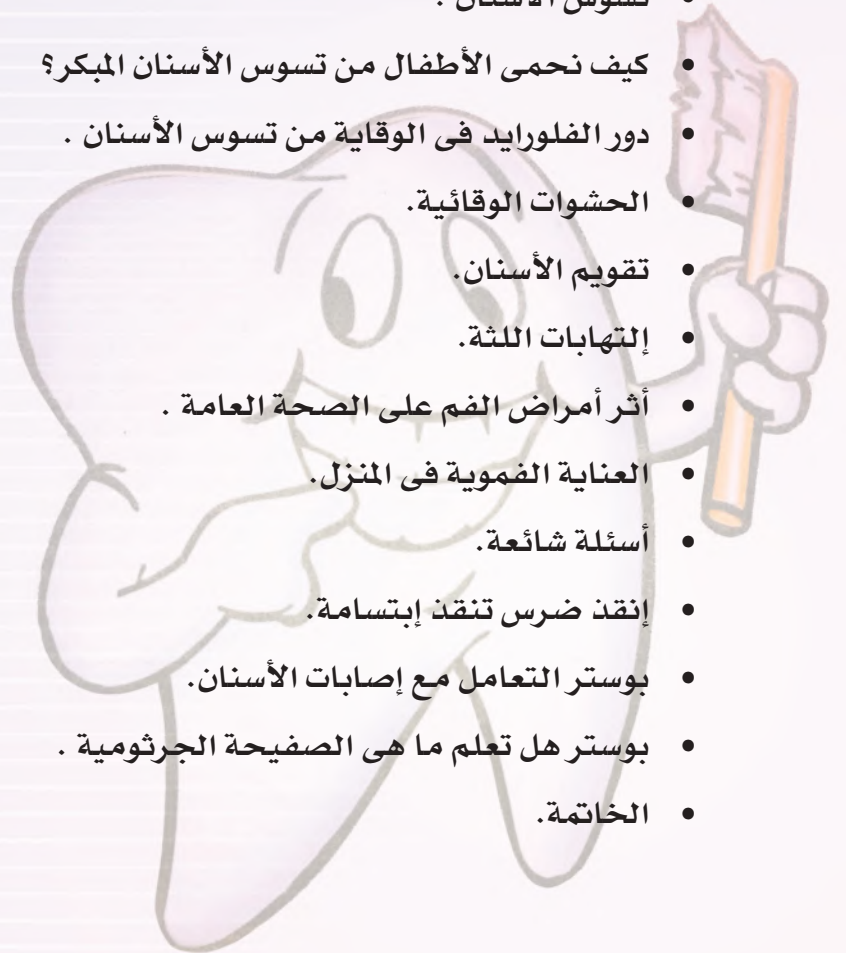 • تسوس الأسنان .
• كيف نحمى الأطفال من تسوس الأسنان المبكر؟
• دور الفلورايد فى الوقاية من تسوس الأسنان .
• الحشوات الوقائية.
• تقويم الأسنان.
• إلتهابات اللثة.
• أثر أمراض الفم على الصحة العامة .
• العناية الفموية فى المنزل.
• أسئلة شائعة.
• إنقذ ضرس تنقذ إبتسامة.
• بوستر التعامل مع إصابات الأسنان.
• بوستر هل تعلم ما هى الصفيحة الجرثومية .
• الخاتمة.